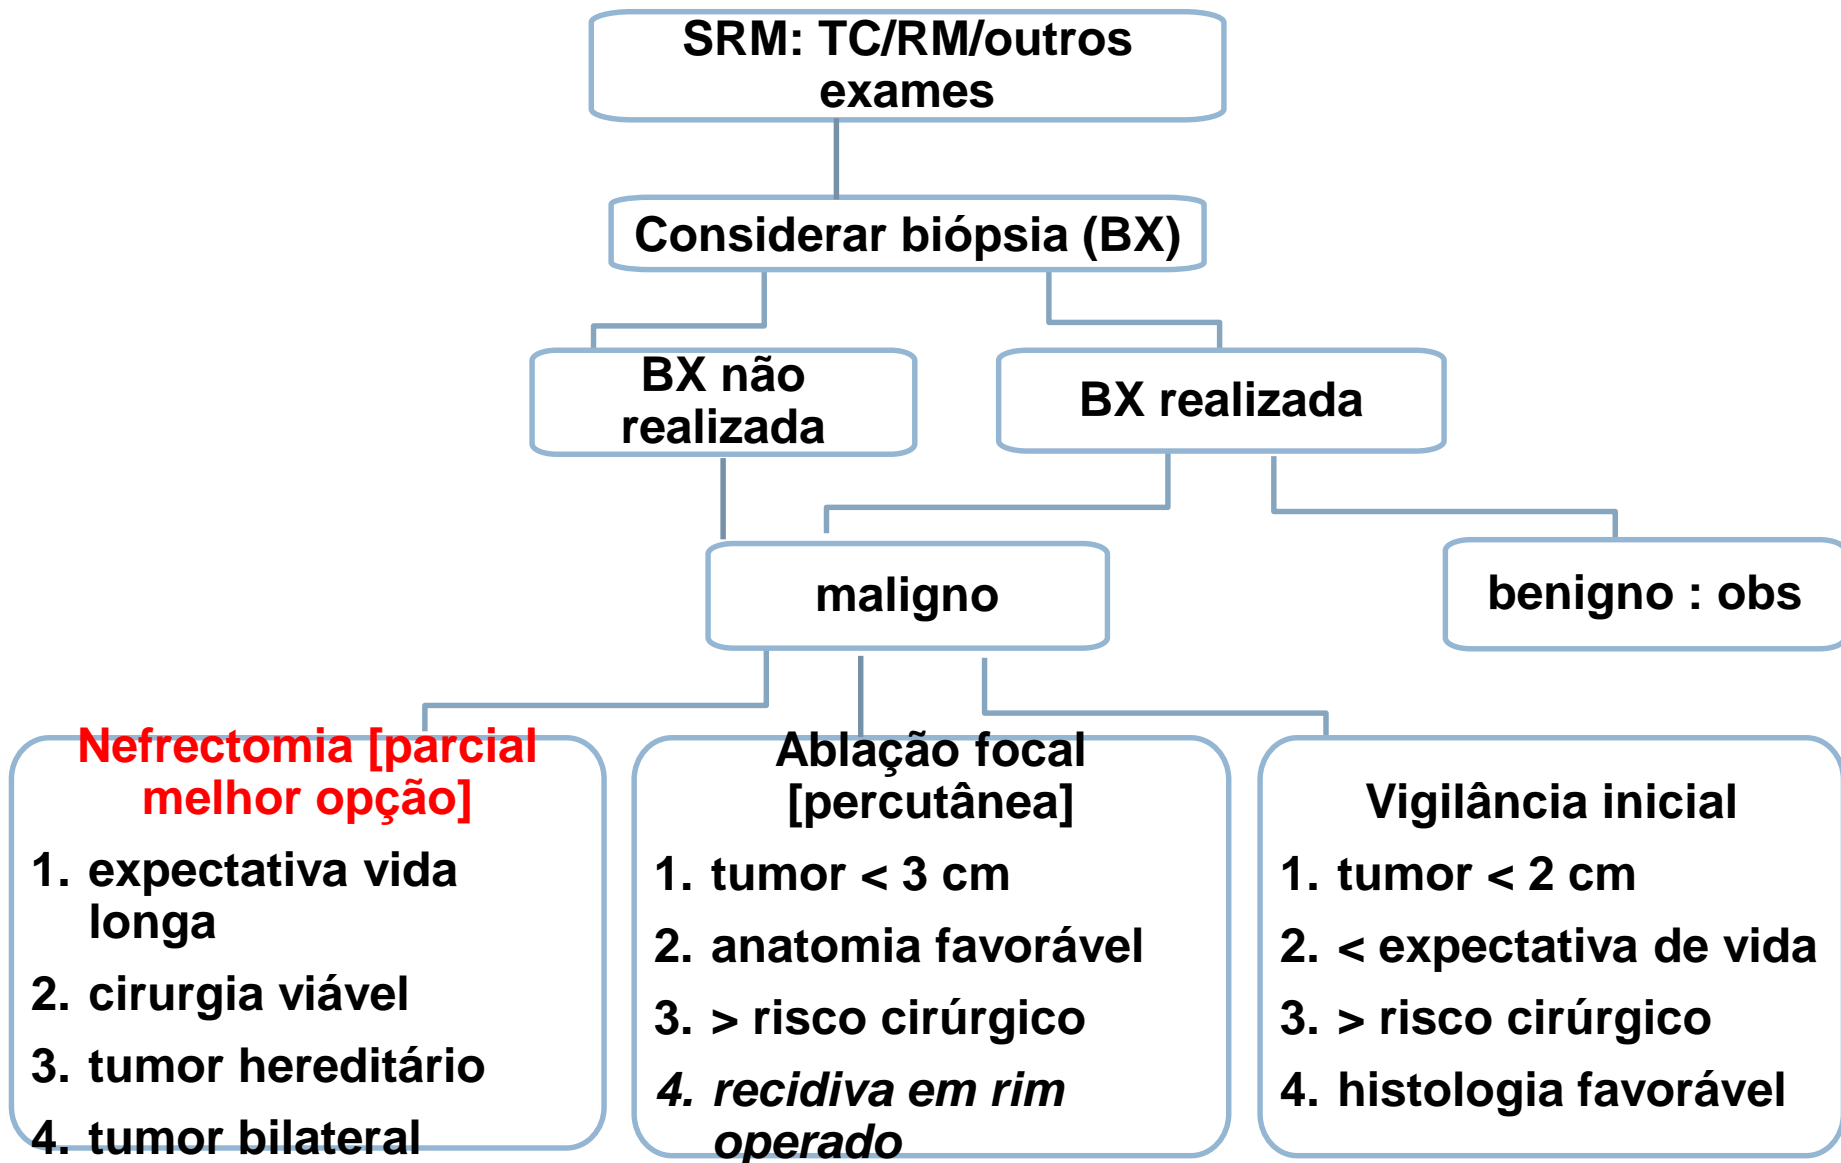 SRM: TC/RM/outros
exames
Considerar biópsia (BX)
BX não
realizada
BX realizada
maligno
benigno : obs
Nefrectomia [parcial
melhor opção]
1. expectativa vida
longa
2. cirurgia viável
3. tumor hereditário
4. tumor bilateral
Ablação focal
[percutânea]
1. tumor < 3 cm
2. anatomia favorável
3. > risco cirúrgico
4. recidiva em rim
operado
Vigilância inicial
1. tumor < 2 cm
2. < expectativa de vida
3. > risco cirúrgico
4. histologia favorável